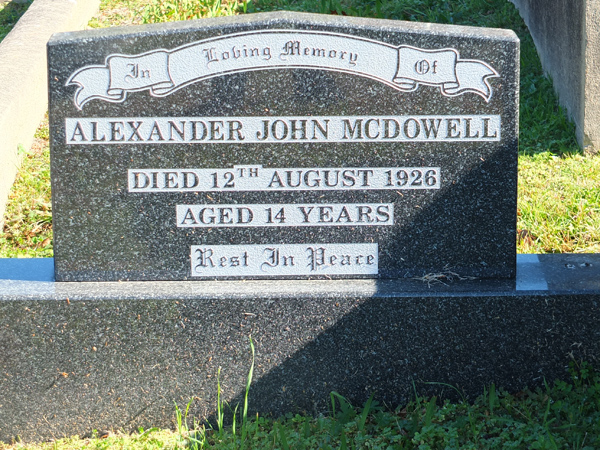 In Loving Memory Of
ALEXANDER JOHN MCDOWELL
DIED 12TH AUGUST 1926
AGED 14 YEARS
Rest In Peace